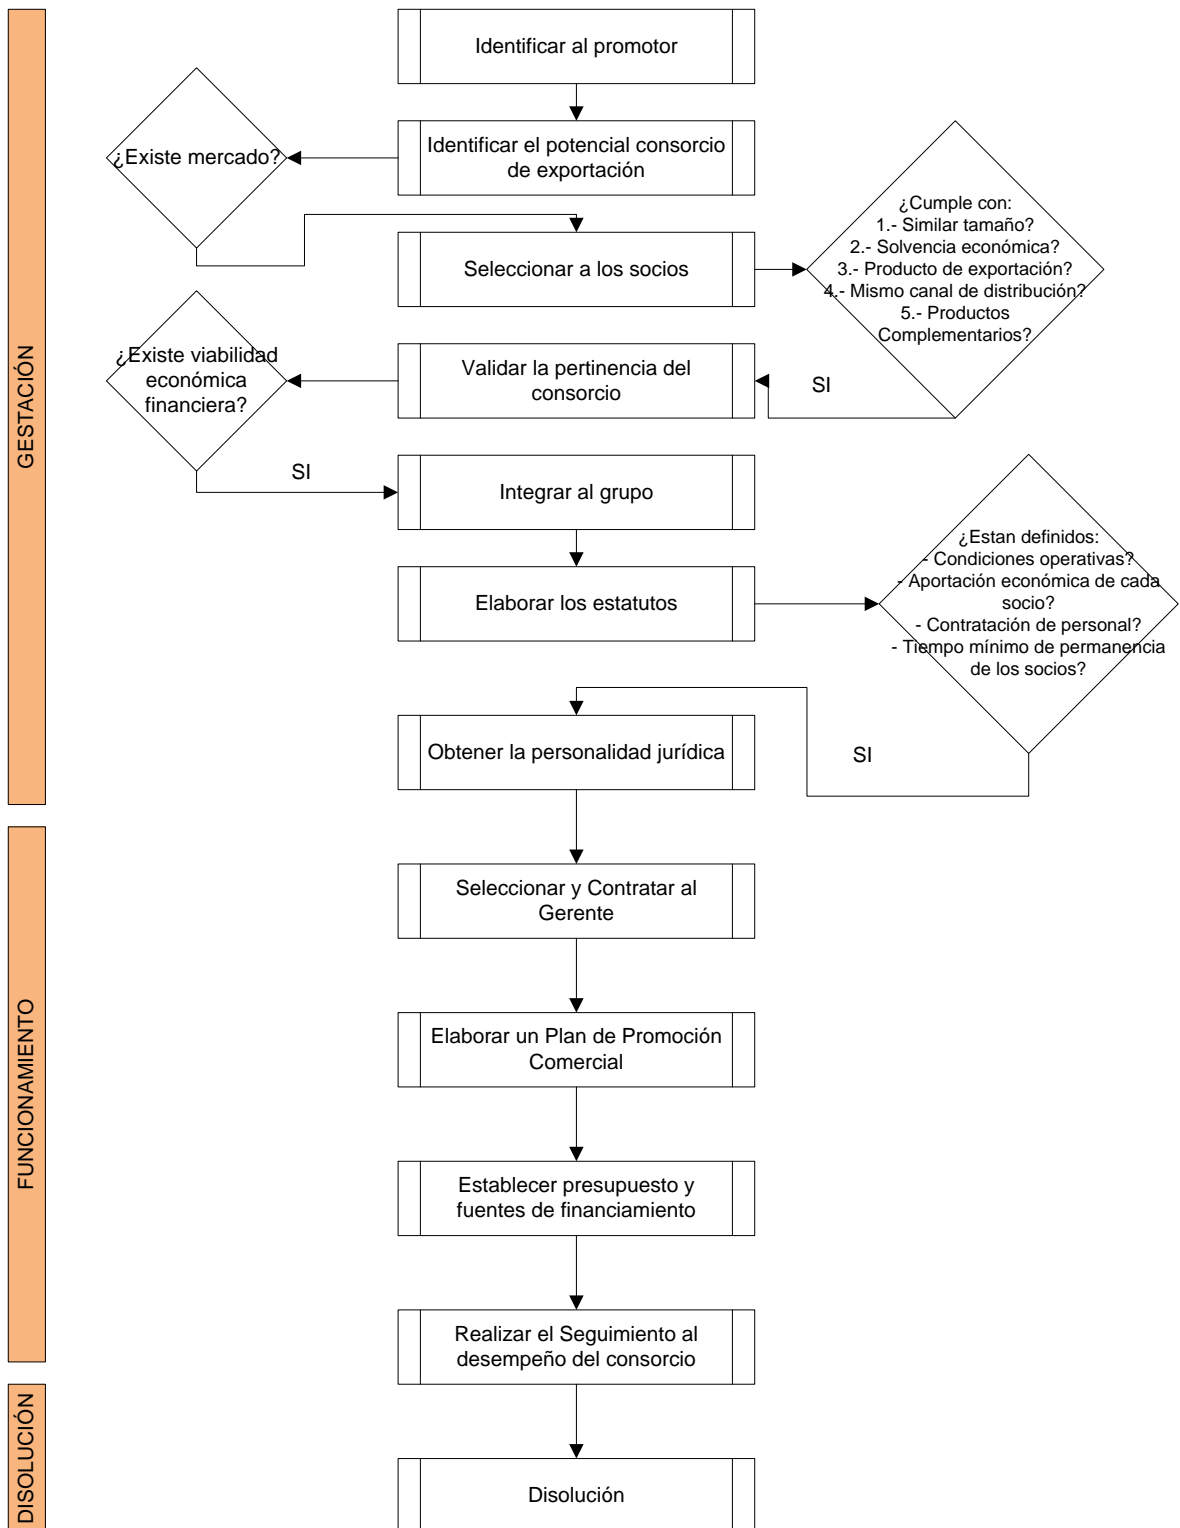 GESTACIÓN
Identificar al promotor
Identificar el potencial consorcio
de exportación
¿Existe mercado?
Seleccionar a los socios
¿Cumple con:
1.- Similar tamaño?
2.- Solvencia económica?
3.- Producto de exportación?
4.- Mismo canal de distribución?
5.- Productos
Complementarios?
SI
Validar la pertinencia del
consorcio
¿Existe viabilidad
económica
financiera?
SI
Integrar al grupo
Elaborar los estatutos
¿Estan definidos:
- Condiciones operativas?
- Aportación económica de cada
socio?
- Contratación de personal?
- Tiempo mínimo de permanencia
de los socios?
SI
Obtener la personalidad jurídica
FUNCIONAMIENTO
Seleccionar y Contratar al
Gerente
Elaborar un Plan de Promoción
Comercial
Establecer presupuesto y
fuentes de financiamiento
Realizar el Seguimiento al
desempeño del consorcio
DISOLUCIÓN
Disolución